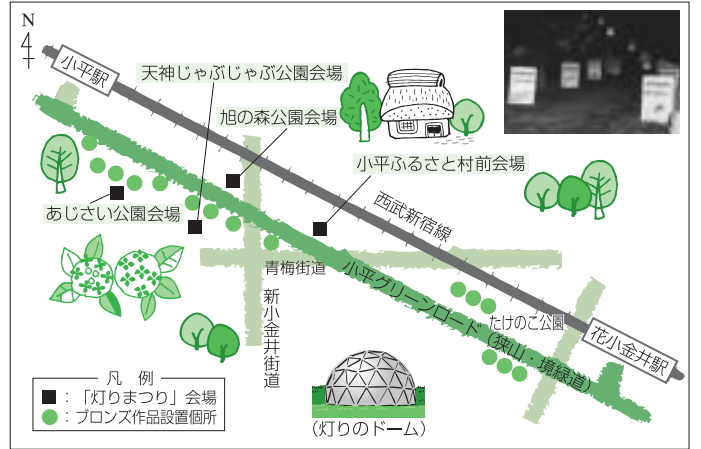 N
小平駅
天神じゃぶじゃぶ公園会場
旭の森公園会場
小平ふるさと村前会場
あじさい公園会場
西武新宿線
青梅街道
新小金井街道
小平グリーンロード（狭山・境緑道）
たけのこ公園
花小金井駅
凡 例
■：「灯りまつり」会場
●：ブロンズ作品設置個所
（灯りのドーム）